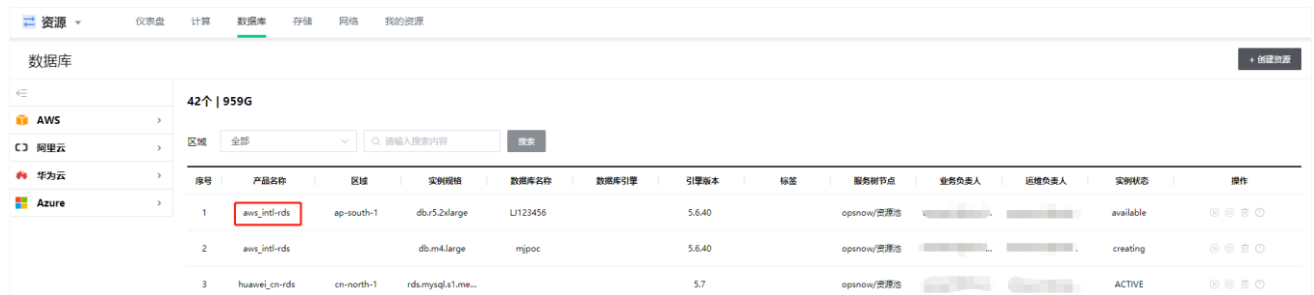 资源 仪表盘 计算 数据库 存储 网络 我的资源
数据库 + 创建资源
42个 | 959G
AWS
阿里云
华为云
Azure
区域 全部 请输入搜索内容 搜索
序号 产品名称 区域 实例规格 数据库名称 数据库引擎 引擎版本 标签 服务树节点 业务负责人 运维负责人 实例状态 操作
1 aws_intl-rds ap-south-1 db.r5.2xlarge LJ123456 5.6.40 opsnow/资源池 available
2 aws_intl-rds db.m4.large mjpoc 5.6.40 opsnow/资源池 creating
3 huawei_cn-rds cn-north-1 rds.mysql.s1.me... 5.7 opsnow/资源池 ACTIVE